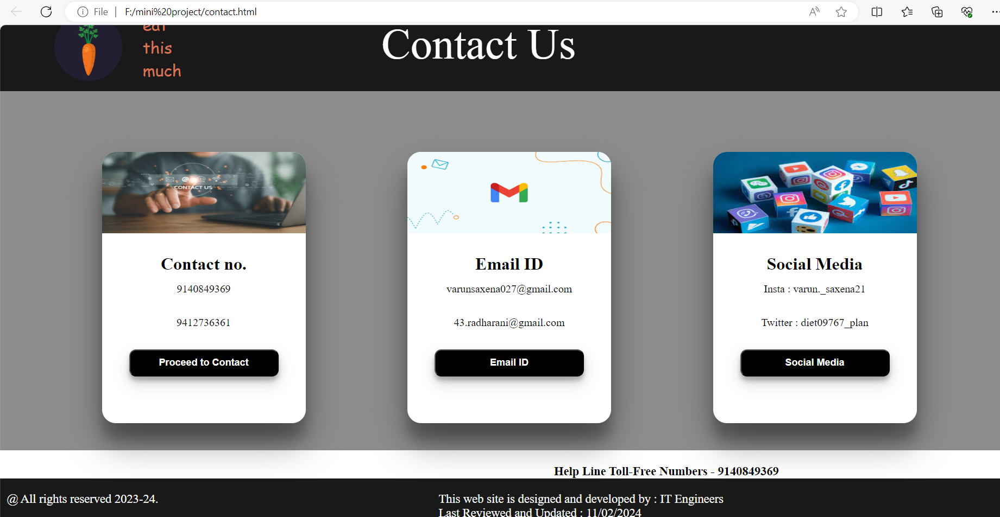 File
F:/mini%20project/contact.html
eat
this
much
Contact Us
CONTACT US
Contact no.
9140849369
9412736361
Proceed to Contact
Email ID
varunsaxena027@gmail.com
43.radharani@gmail.com
Email ID
Social Media
Insta : varun._saxena21
Twitter : diet09767_plan
Social Media
Help Line Toll-Free Numbers - 9140849369
@ All rights reserved 2023-24.
This web site is designed and developed by : IT Engineers
Last Reviewed and Updated : 11/02/2024